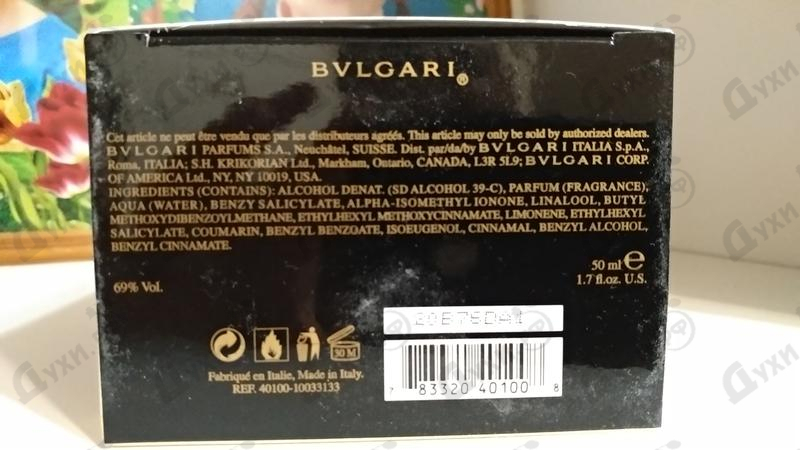 BVLGARI®
Cet article ne peut être vendu que par les distributeurs agréés. This article may only be sold by authorized dealers.
BVLGARI PARFUMS S.A., Neuchâtel, SUISSE. Dist. par/da/by BVLGARI ITALIA S.p.A.,
Roma, ITALIA; S.H. KRIKORIAN Ltd., Markham, Ontario, CANADA, L3R 5L9; BVLGARI CORP.
OF AMERICA Ltd., NY, NY 10019, USA.
INGREDIENTS (CONTAINS): ALCOHOL DENAT. (SD ALCOHOL 39-C), PARFUM (FRAGRANCE),
AQUA (WATER), BENZY SALICYLATE, ALPHA-ISOMETHYL IONONE, LINALOOL, BUTYL
METHOXYDIBENZOYLMETHANE, ETHYLHEXYL METHOXYCINNAMATE, LIMONENE, ETHYLHEXYL
SALICYLATE, COUMARIN, BENZYL BENZOATE, ISOEUGENOL, CINNAMAL, BENZYL ALCOHOL,
BENZYL CINNAMATE.
50 ml e
69% Vol.
1.7 fl.oz. U.S.
30 M
Fabriqué en Italie, Made in Italy.
REF. 40100-10033133
7 83320 40100 8
Духи